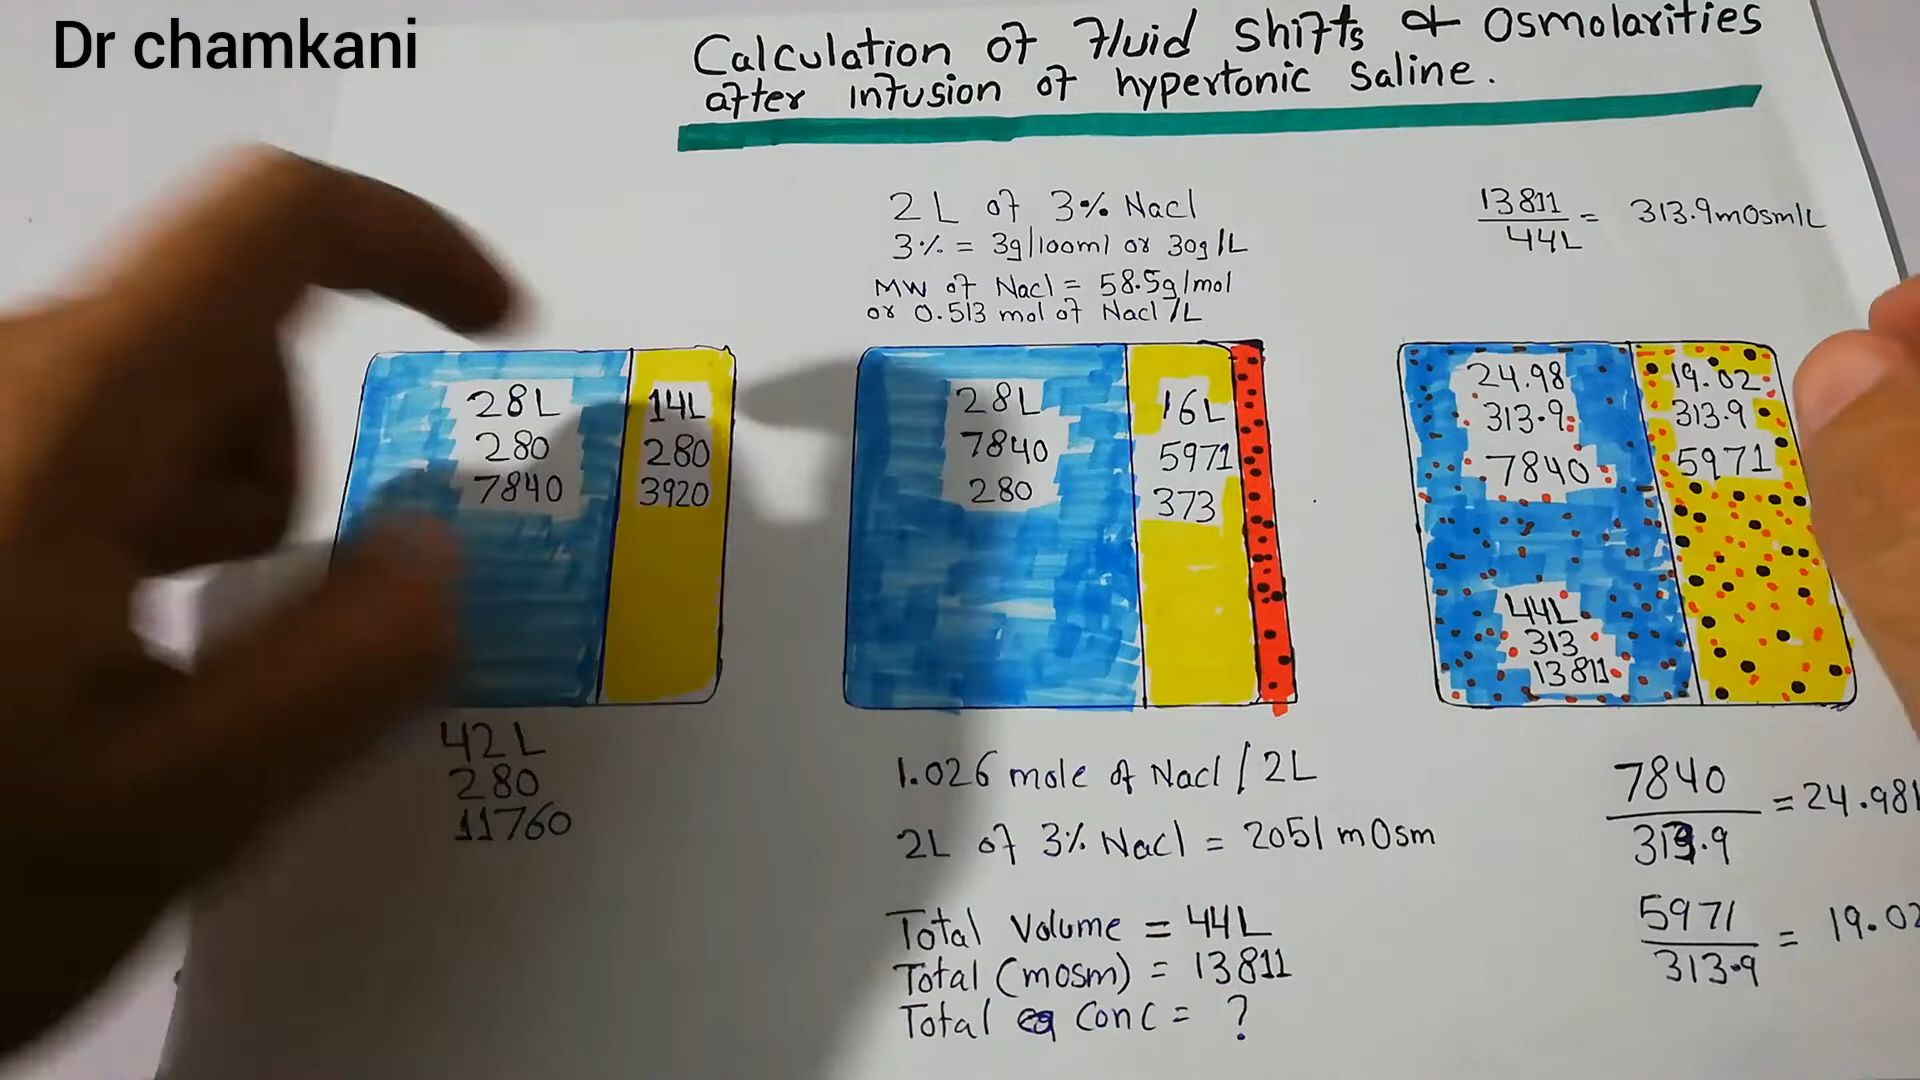 Dr chamkani
Calculation of Fluid Shifts & Osmolarities
after infusion of hypertonic Saline.
2 L of 3% Nacl
3% = 3g/100ml or 30g/L
MW of Nacl = 58.5g/mol
or 0.513 mol of Nacl/L
13811
44L
= 313.9mOsm/L
28L
280
7840
14L
280
3920
42L
280
11760
28L
7840
280
16L
5971
373
24.98
313.9
7840
19.02
313.9
5971
44L
313
13811
1.026 mole of Nacl/2L
2L of 3% Nacl = 2051 mOsm
Total Volume = 44L
Total (mosm) = 13811
Total eq Conc = ?
7840
313.9
= 24.98L
5971
313.9
= 19.02